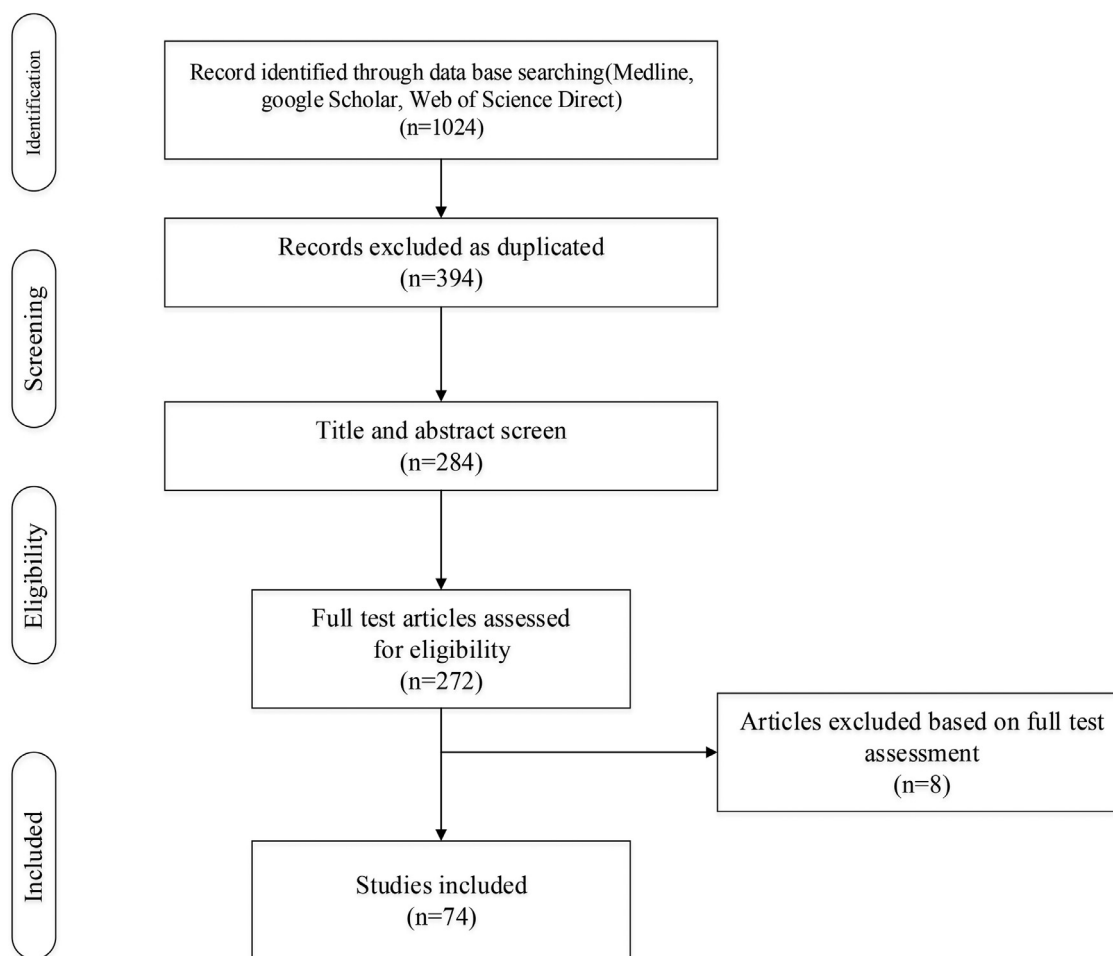 Identification
Record identified through data base searching(Medline,
google Scholar, Web of Science Direct)
(n=1024)
Screening
Records excluded as duplicated
(n=394)
Title and abstract screen
(n=284)
Eligibility
Full test articles assessed
for eligibility
(n=272)
Articles excluded based on full test
assessment
(n=8)
Included
Studies included
(n=74)